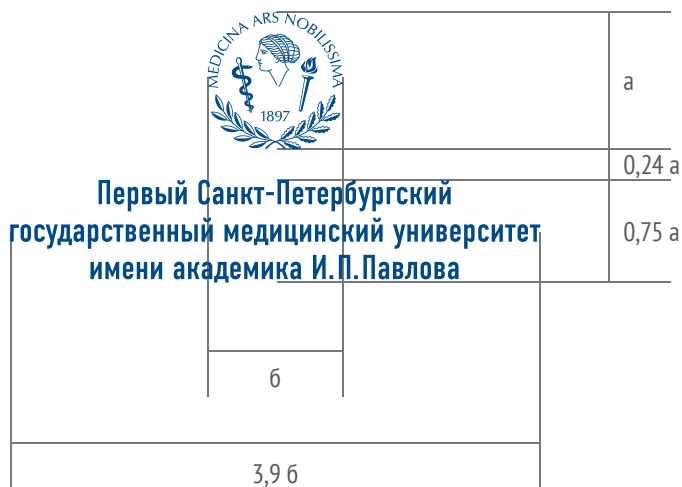 MEDICINA ARS NOBILISSIMA
1897
а
0,24 а
Первый Санкт-Петербургский
государственный медицинский университет
имени академика И.П.Павлова
0,75 а
б
3,9 б